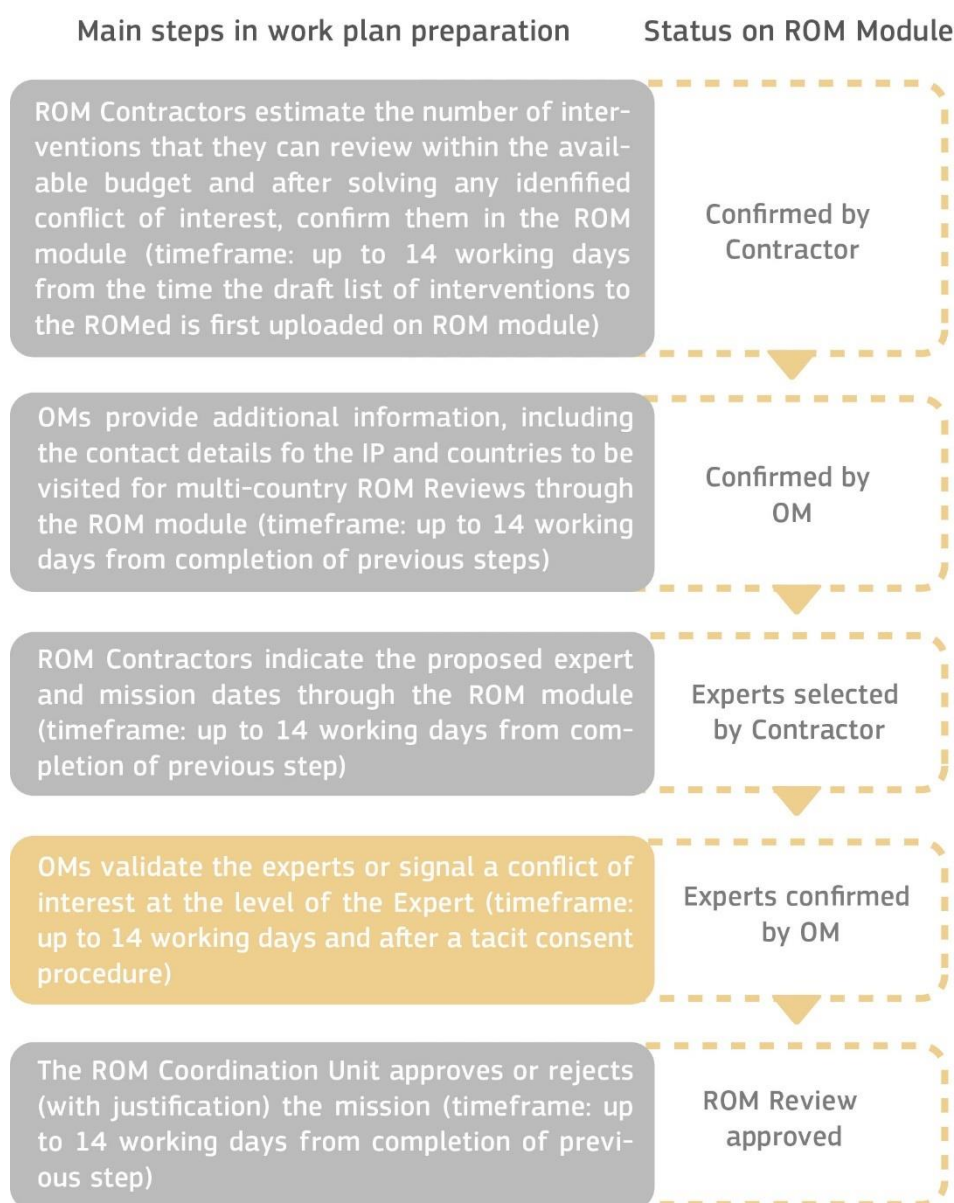 Main steps in work plan preparation
Status on ROM Module
ROM Contractors estimate the number of inter-
ventions that they can review within the avail-
able budget and after solving any idenfified
conflict of interest, confirm them in the ROM
module (timeframe: up to 14 working days
from the time the draft list of interventions to
the ROMed is first uploaded on ROM module)
Confirmed by
Contractor
OMs provide additional information, including
the contact details fo the IP and countries to be
visited for multi-country ROM Reviews through
the ROM module (timeframe: up to 14 working
days from completion of previous steps)
Confirmed by
OM
ROM Contractors indicate the proposed expert
and mission dates through the ROM module
(timeframe: up to 14 working days from com-
pletion of previous step)
Experts selected
by Contractor
OMs validate the experts or signal a conflict of
interest at the level of the Expert (timeframe:
up to 14 working days and after a tacit consent
procedure)
Experts confirmed
by OM
The ROM Coordination Unit approves or rejects
(with justification) the mission (timeframe: up
to 14 working days from completion of previ-
ous step)
ROM Review
approved